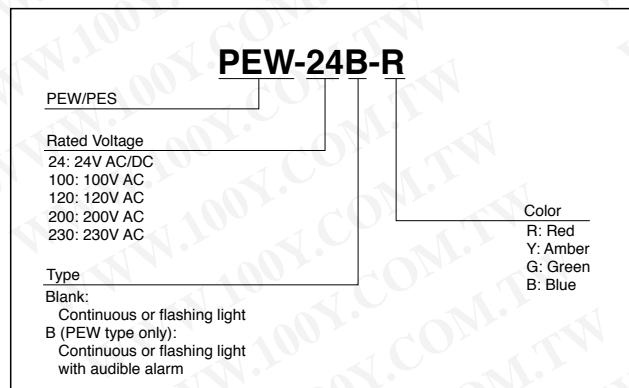 PEW-24B-R
PEW/PES
Rated Voltage
24: 24V AC/DC
100: 100V AC
120: 120V AC
200: 200V AC
230: 230V AC
Type
Blank:
Continuous or flashing light
B (PEW type only):
Continuous or flashing light
with audible alarm
Color
R: Red
Y: Amber
G: Green
B: Blue
WWW.100Y.COM.TW